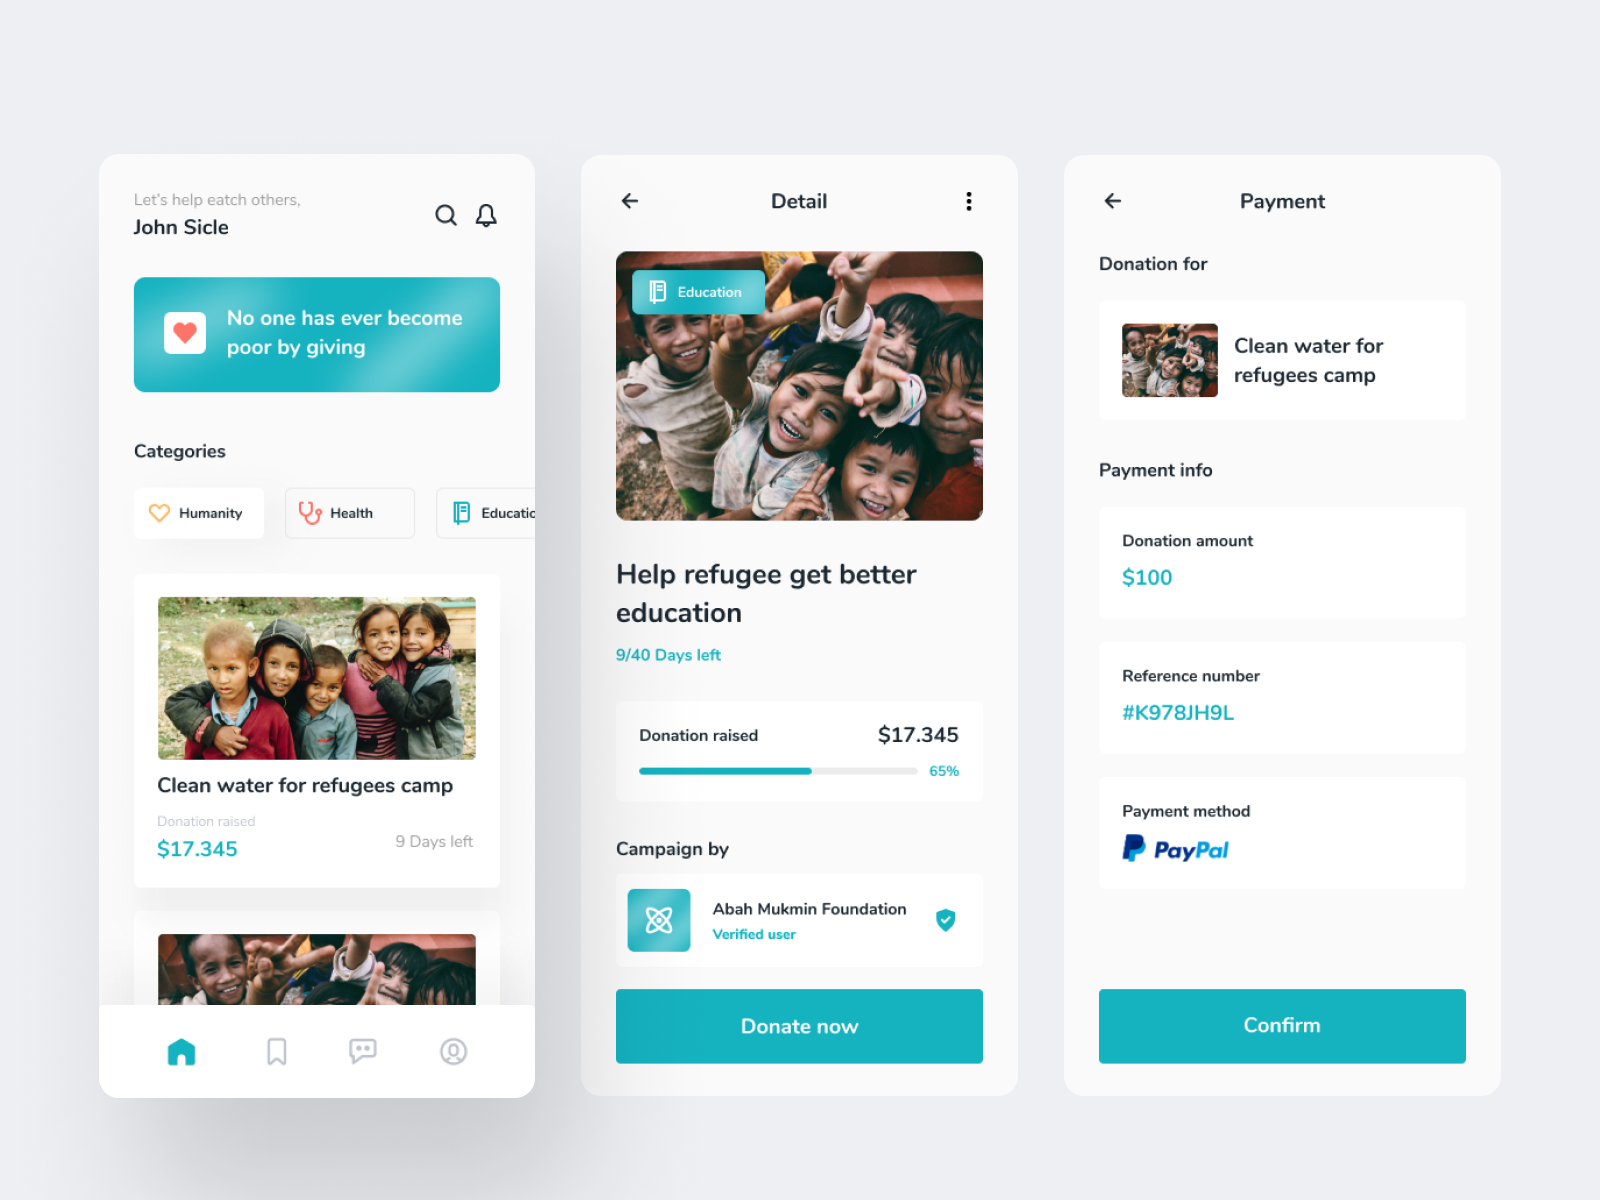 Let's help eatch others,
John Sicle
No one has ever become
poor by giving
Categories
Humanity
Health
Educatio
Clean water for refugees camp
Donation raised
$17.345
9 Days left
Detail
Education
Help refugee get better
education
9/40 Days left
Donation raised
$17.345
65%
Campaign by
Abah Mukmin Foundation
Verified user
Donate now
Payment
Donation for
Clean water for
refugees camp
Payment info
Donation amount
$100
Reference number
#K978JH9L
Payment method
PayPal
Confirm